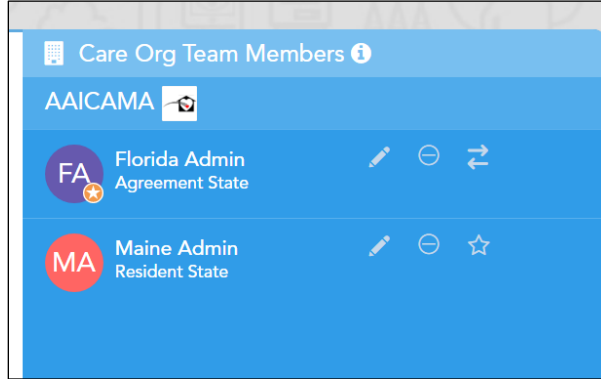 Care Org Team Members
AAICAMA
FA
Florida Admin
Agreement State
MA
Maine Admin
Resident State